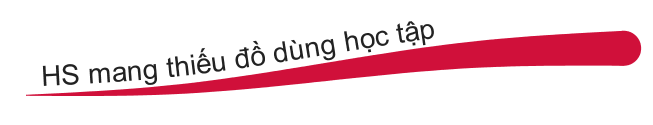 HS mang thiếu đồ dùng học tập